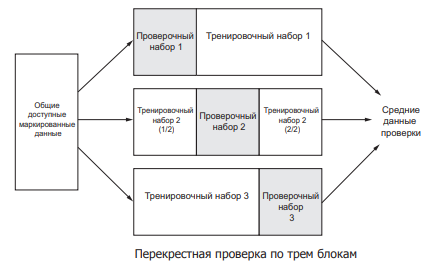 Проверочный
набор 1
Тренировочный набор 1
Общие
доступные
маркированные
данные
Тренировочный
набор 2
(1/2)
Проверочный
набор 2
Тренировочный
набор 2
(2/2)
Средние
данные
проверки
Тренировочный набор 3
Проверочный
набор
3
Перекрестная проверка по трем блокам